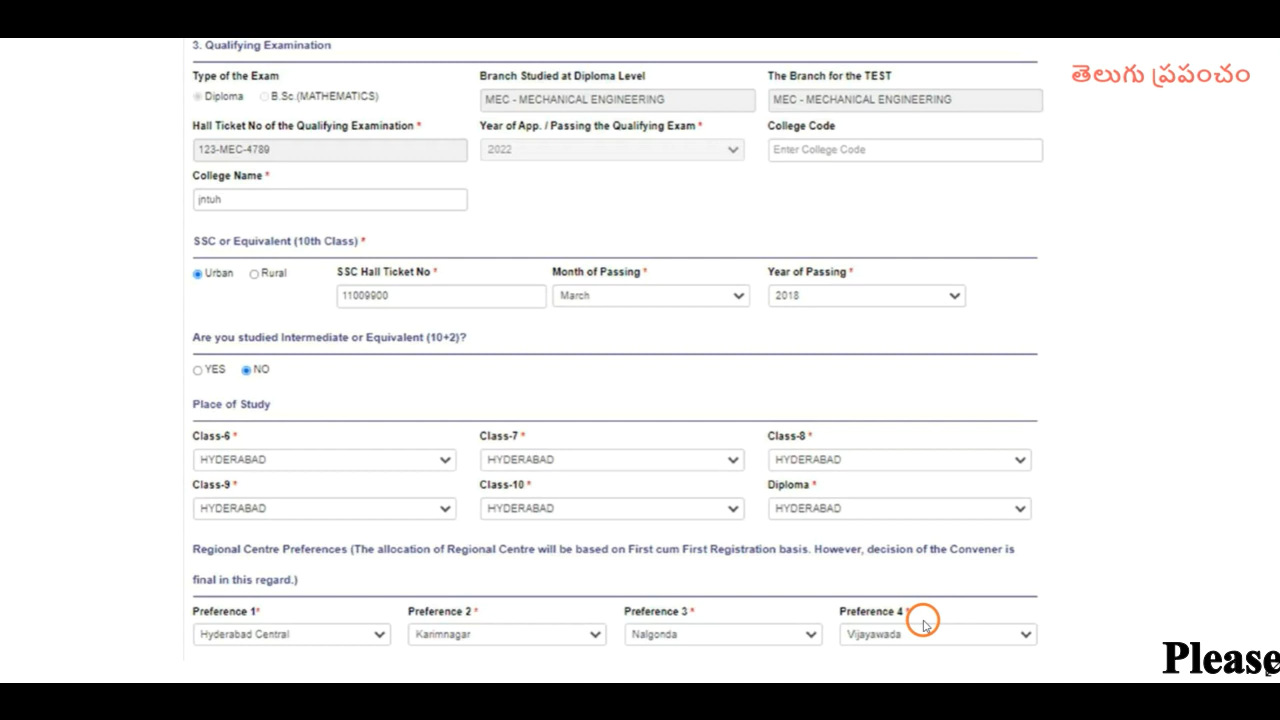 3. Qualifying Examination
తెలుగు ప్రపంచం
Type of the Exam Branch Studied at Diploma Level The Branch for the TEST
Diploma B.Sc.(MATHEMATICS) MEC - MECHANICAL ENGINEERING MEC - MECHANICAL ENGINEERING
Hall Ticket No of the Qualifying Examination * Year of App. / Passing the Qualifying Exam * College Code
123-MEC-4789 2022 Enter College Code
College Name *
jntuh
SSC or Equivalent (10th Class) *
Urban Rural SSC Hall Ticket No * Month of Passing * Year of Passing *
11009900 March 2018
Are you studied Intermediate or Equivalent (10+2)?
YES NO
Place of Study
Class-6 * Class-7 * Class-8 *
HYDERABAD HYDERABAD HYDERABAD
Class-9 * Class-10 * Diploma *
HYDERABAD HYDERABAD HYDERABAD
Regional Centre Preferences (The allocation of Regional Centre will be based on First cum First Registration basis. However, decision of the Convener is
final in this regard.)
Preference 1* Preference 2 * Preference 3 * Preference 4 *
Hyderabad Central Karimnagar Nalgonda Vijayawada
Please